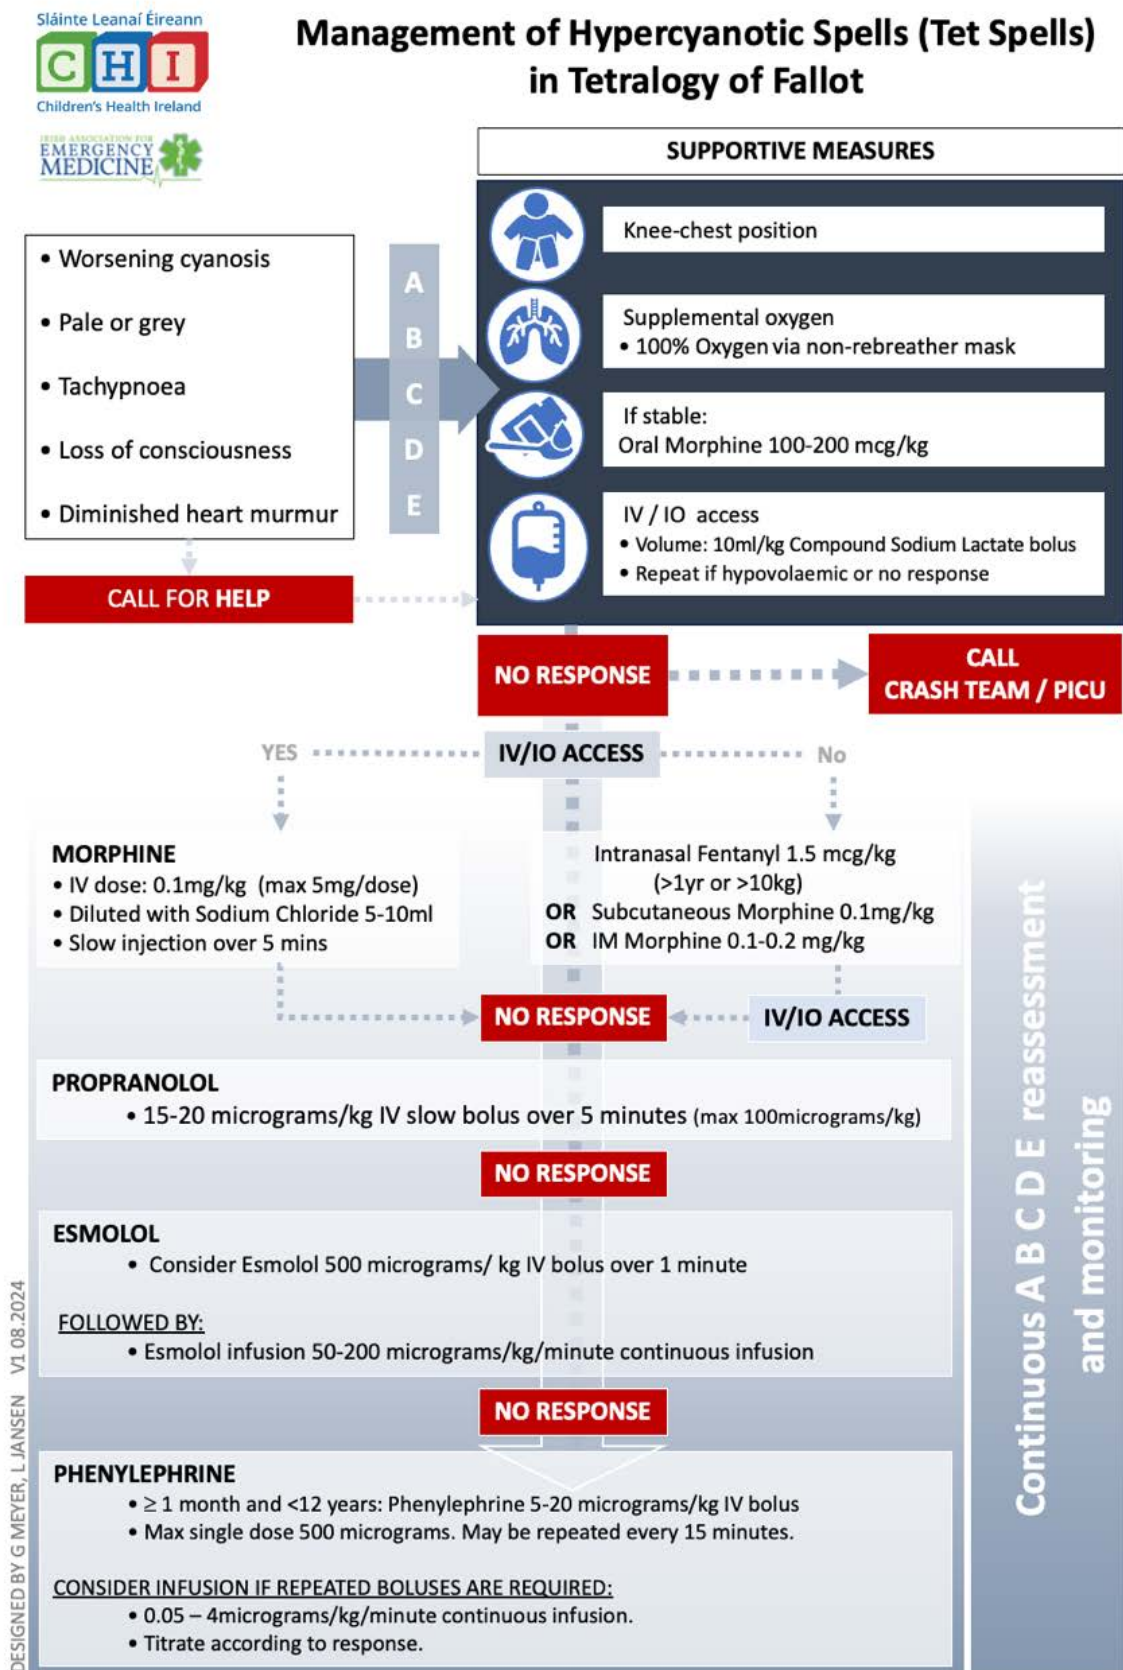 Sláinte Leanaí Éireann
C H I
Children's Health Ireland
IRISH ASSOCIATION FOR
EMERGENCY
MEDICINE
Management of Hypercyanotic Spells (Tet Spells)
in Tetralogy of Fallot
SUPPORTIVE MEASURES
• Worsening cyanosis
• Pale or grey
• Tachypnoea
• Loss of consciousness
• Diminished heart murmur
A
B
C
D
E
Knee-chest position
Supplemental oxygen
• 100% Oxygen via non-rebreather mask
If stable:
Oral Morphine 100-200 mcg/kg
IV / IO access
• Volume: 10ml/kg Compound Sodium Lactate bolus
• Repeat if hypovolaemic or no response
CALL FOR HELP
NO RESPONSE
CALL
CRASH TEAM / PICU
YES
IV/IO ACCESS
No
MORPHINE
• IV dose: 0.1mg/kg (max 5mg/dose)
• Diluted with Sodium Chloride 5-10ml
• Slow injection over 5 mins
Intranasal Fentanyl 1.5 mcg/kg
(>1yr or >10kg)
OR Subcutaneous Morphine 0.1mg/kg
OR IM Morphine 0.1-0.2 mg/kg
NO RESPONSE
IV/IO ACCESS
PROPRANOLOL
• 15-20 micrograms/kg IV slow bolus over 5 minutes (max 100micrograms/kg)
NO RESPONSE
ESMOLOL
• Consider Esmolol 500 micrograms/ kg IV bolus over 1 minute
FOLLOWED BY:
• Esmolol infusion 50-200 micrograms/kg/minute continuous infusion
NO RESPONSE
PHENYLEPHRINE
• ≥ 1 month and <12 years: Phenylephrine 5-20 micrograms/kg IV bolus
• Max single dose 500 micrograms. May be repeated every 15 minutes.
CONSIDER INFUSION IF REPEATED BOLUSES ARE REQUIRED:
• 0.05 – 4micrograms/kg/minute continuous infusion.
• Titrate according to response.
Continuous A B C D E reassessment
and monitoring
DESIGNED BY G MEYER, L JANSEN V1 08.2024